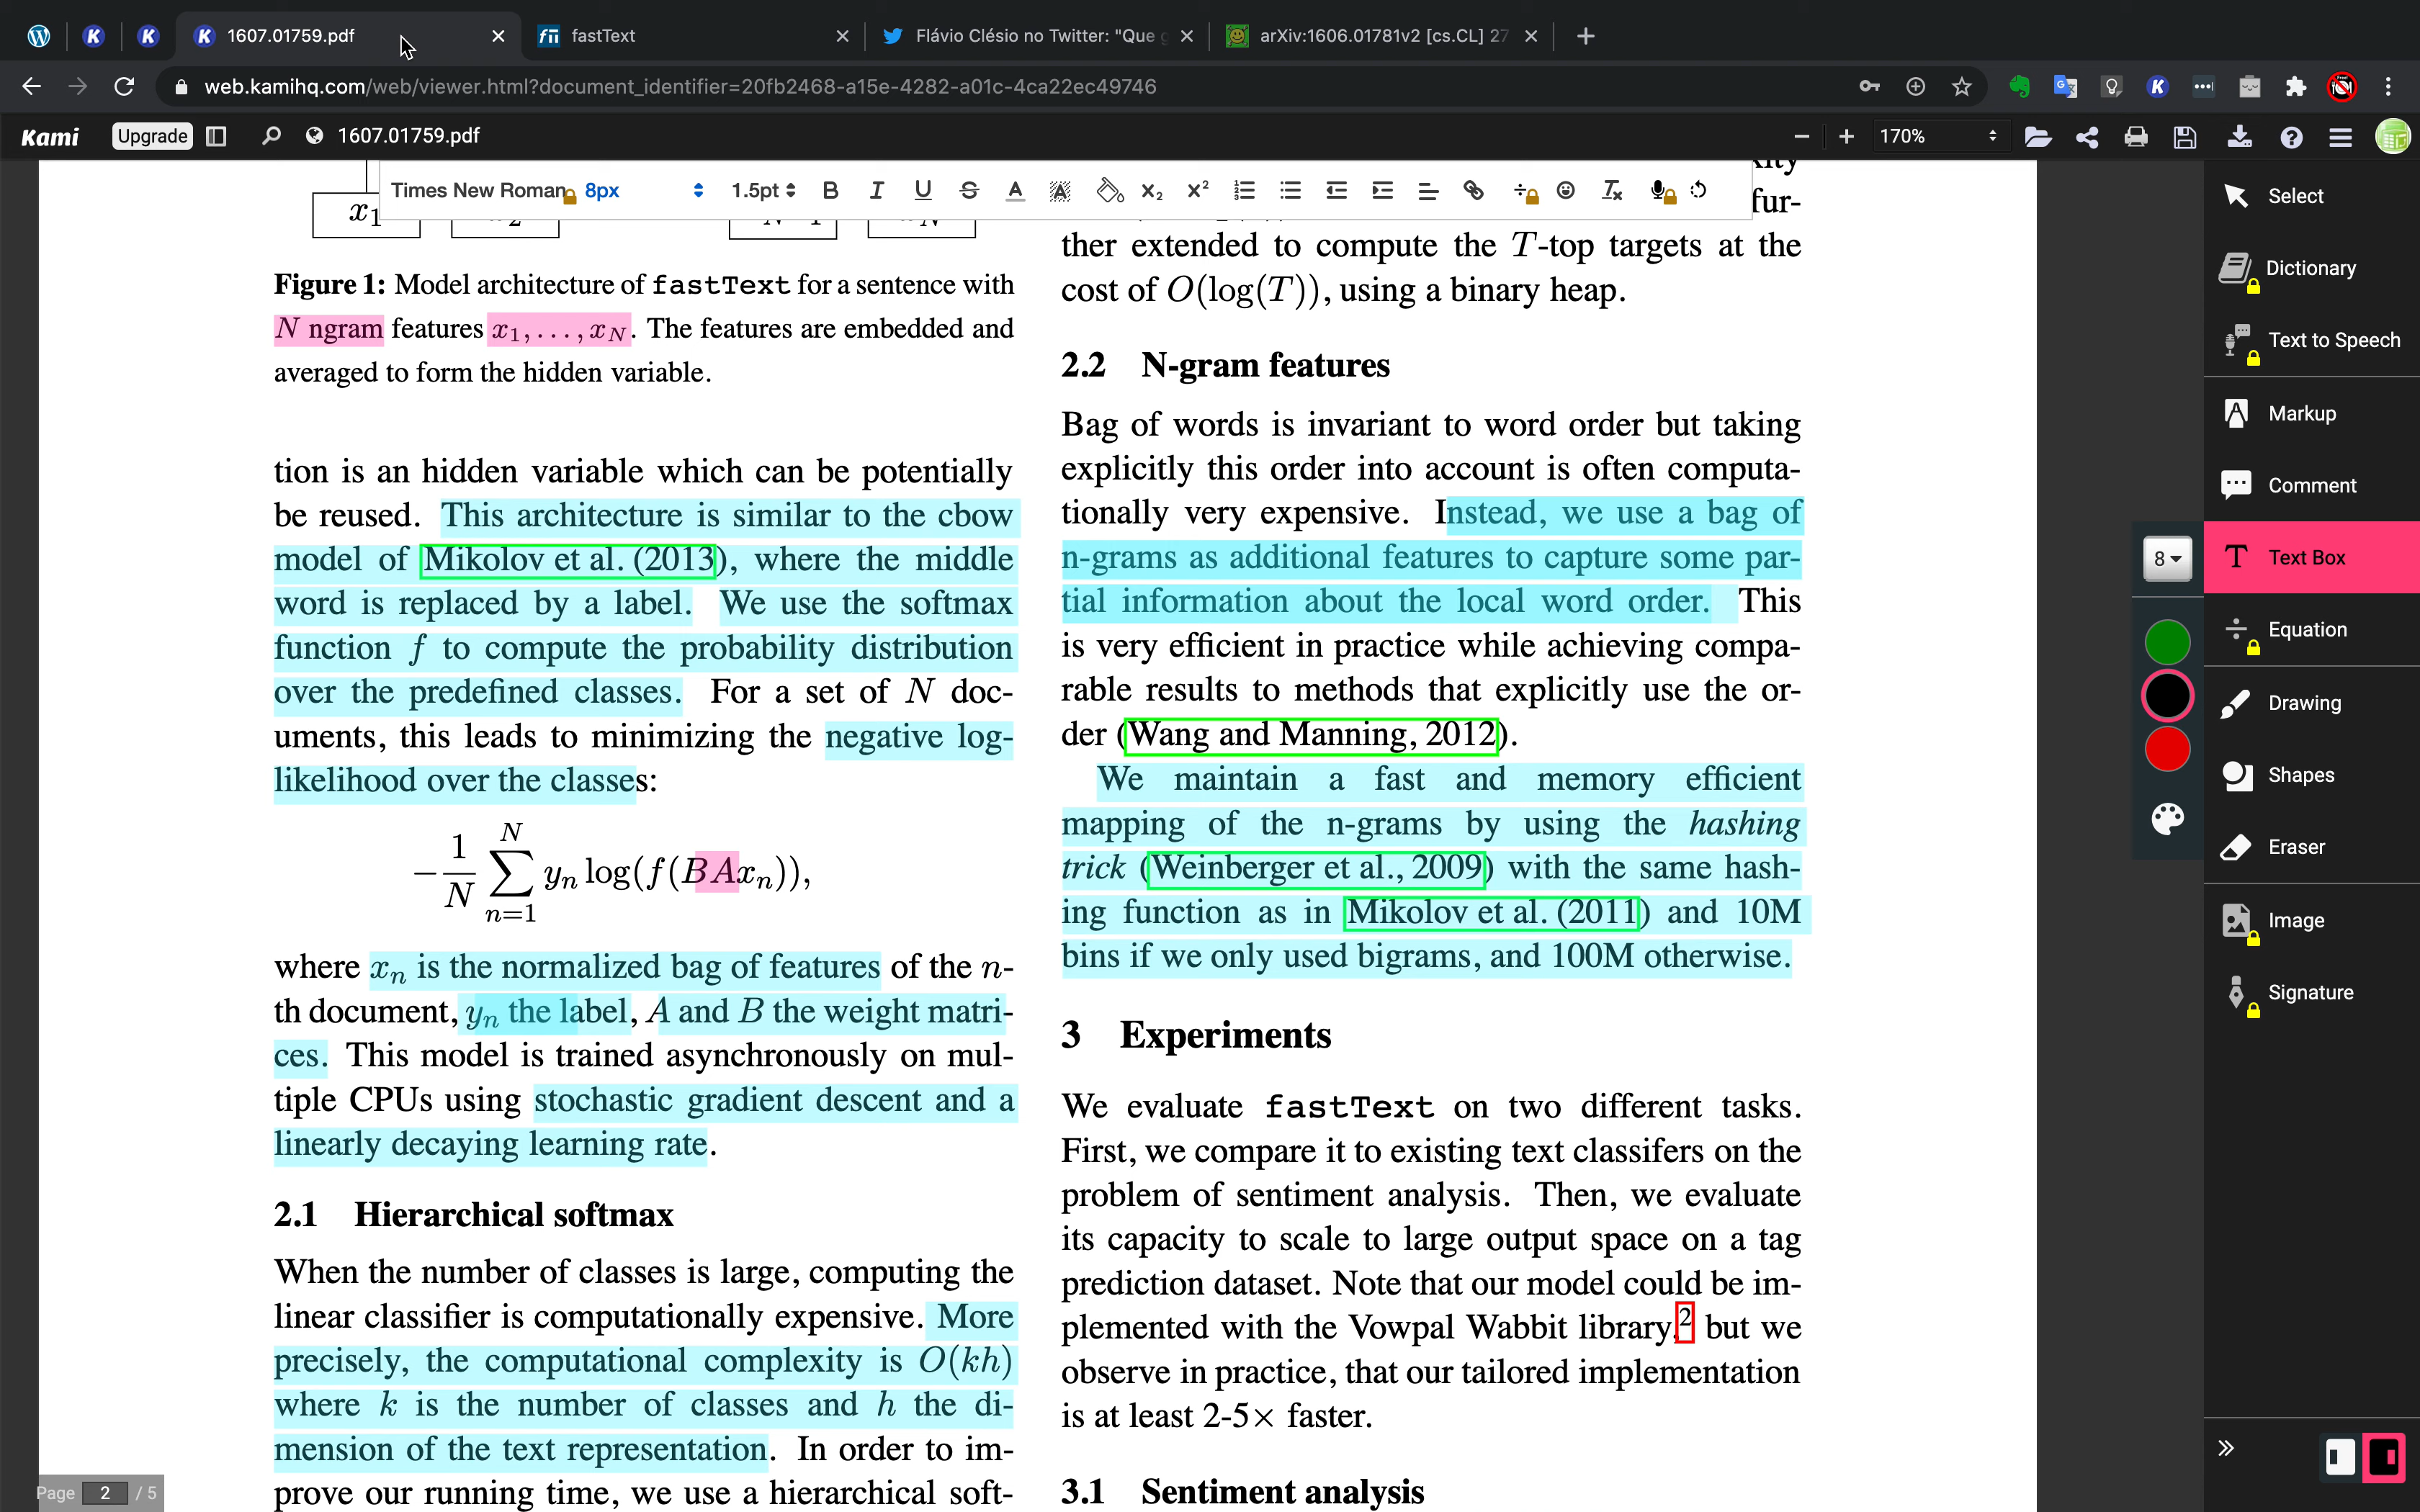 1607.01759.pdf
fastText
Flávio Clésio no Twitter: "Que g
arXiv:1606.01781v2 [cs.CL] 27
web.kamihq.com/web/viewer.html?document_identifier=20fb2468-a15e-4282-a01c-4ca22ec49746
Kami
Upgrade
1607.01759.pdf
170%
Times New Roman 8px 1.5pt
x1
Figure 1: Model architecture of fastText for a sentence with
N ngram features x1, . . . , xN. The features are embedded and
averaged to form the hidden variable.
tion is an hidden variable which can be potentially
be reused. This architecture is similar to the cbow
model of Mikolov et al. (2013), where the middle
word is replaced by a label. We use the softmax
function f to compute the probability distribution
over the predefined classes. For a set of N doc-
uments, this leads to minimizing the negative log-
likelihood over the classes:
−1/N ∑_{n=1}^{N} yn log(f(BAxn)),
where xn is the normalized bag of features of the n-
th document, yn the label, A and B the weight matri-
ces. This model is trained asynchronously on mul-
tiple CPUs using stochastic gradient descent and a
linearly decaying learning rate.
2.1 Hierarchical softmax
When the number of classes is large, computing the
linear classifier is computationally expensive. More
precisely, the computational complexity is O(kh)
where k is the number of classes and h the di-
mension of the text representation. In order to im-
prove our running time, we use a hierarchical soft-
fur-
ther extended to compute the T-top targets at the
cost of O(log(T)), using a binary heap.
2.2 N-gram features
Bag of words is invariant to word order but taking
explicitly this order into account is often computa-
tionally very expensive. Instead, we use a bag of
n-grams as additional features to capture some par-
tial information about the local word order. This
is very efficient in practice while achieving compa-
rable results to methods that explicitly use the or-
der (Wang and Manning, 2012).
We maintain a fast and memory efficient
mapping of the n-grams by using the hashing
trick (Weinberger et al., 2009) with the same hash-
ing function as in Mikolov et al. (2011) and 10M
bins if we only used bigrams, and 100M otherwise.
3 Experiments
We evaluate fastText on two different tasks.
First, we compare it to existing text classifers on the
problem of sentiment analysis. Then, we evaluate
its capacity to scale to large output space on a tag
prediction dataset. Note that our model could be im-
plemented with the Vowpal Wabbit library,2 but we
observe in practice, that our tailored implementation
is at least 2-5× faster.
3.1 Sentiment analysis
Select
Dictionary
Text to Speech
Markup
Comment
8
Text Box
Equation
Drawing
Shapes
Eraser
Image
Signature
Page 2 / 5